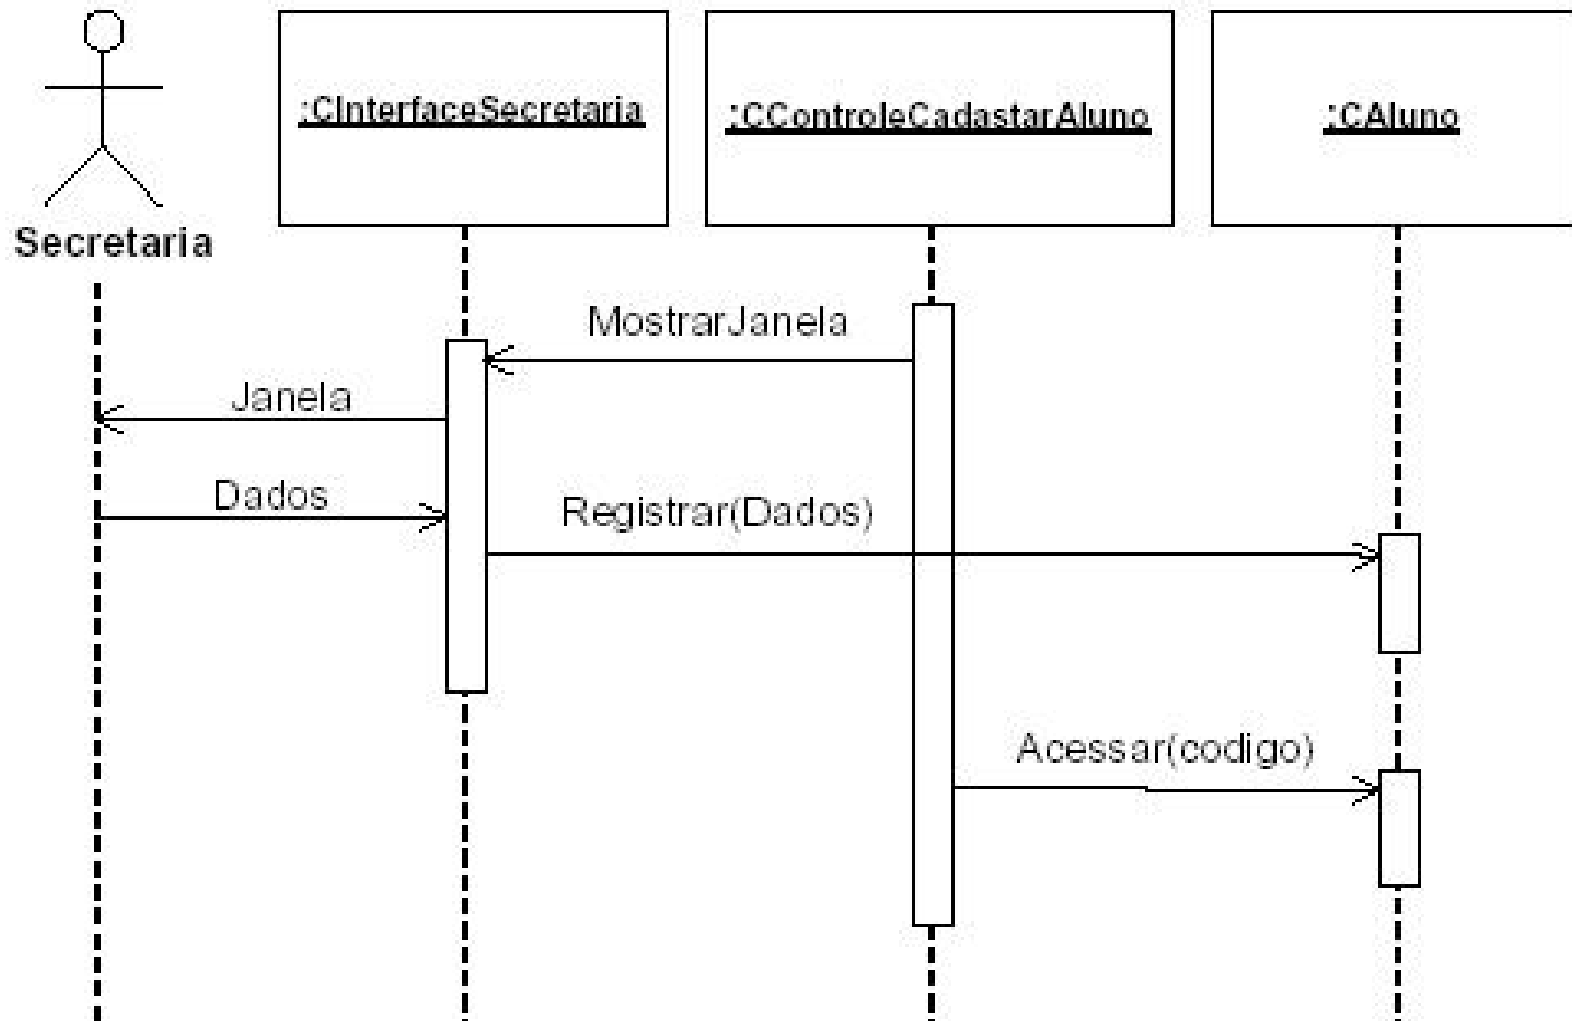 :CInterfaceSecretaria
:CControleCadastarAluno
:CAluno
Secretaria
MostrarJanela
Janela
Dados
Registrar(Dados)
Acessar(codigo)